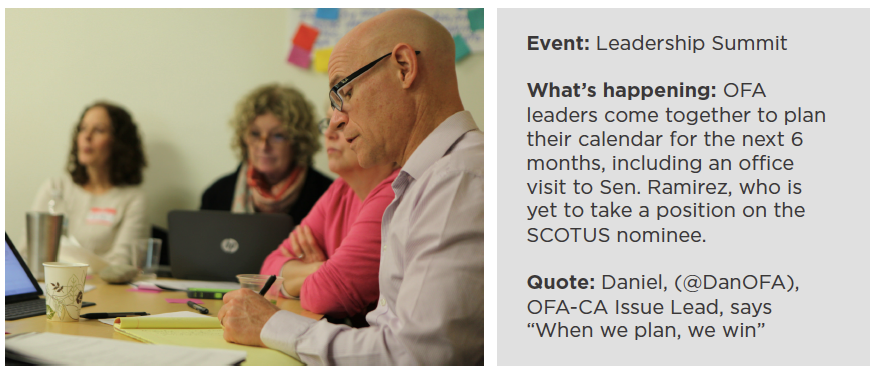 hp
Event: Leadership Summit
What's happening: OFA
leaders come together to plan
their calendar for the next 6
months, including an office
visit to Sen. Ramirez, who is
yet to take a position on the
SCOTUS nominee.
Quote: Daniel, (@DanOFA),
OFA-CA Issue Lead, says
“When we plan, we win”